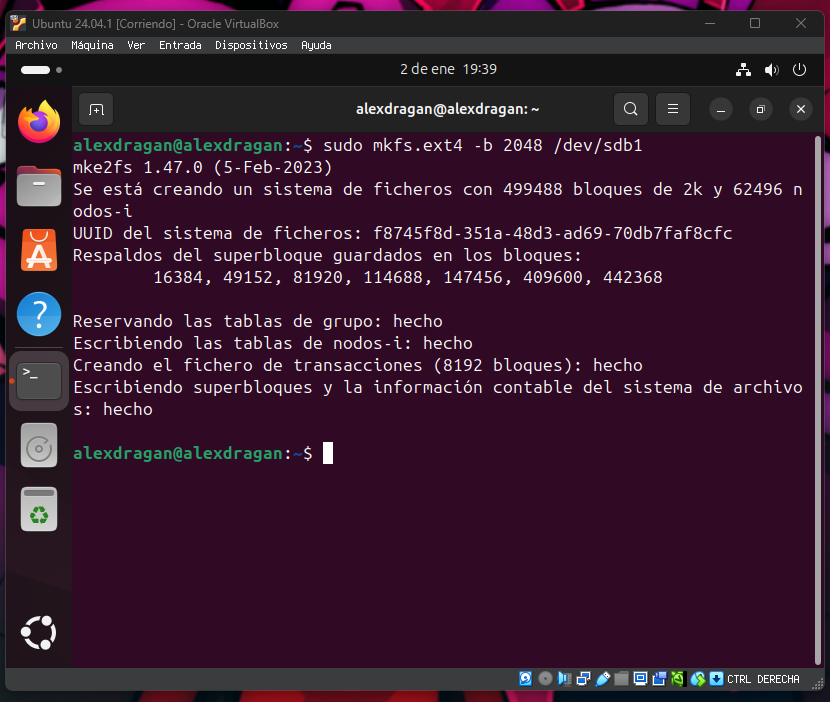 Ubuntu 24.04.1 [Corriendo] - Oracle VirtualBox
Archivo Máquina Ver Entrada Dispositivos Ayuda
2 de ene 19:39
alexdragan@alexdragan: ~
alexdragan@alexdragan:~$ sudo mkfs.ext4 -b 2048 /dev/sdb1
mke2fs 1.47.0 (5-Feb-2023)
Se está creando un sistema de ficheros con 499488 bloques de 2k y 62496 n
odos-i
UUID del sistema de ficheros: f8745f8d-351a-48d3-ad69-70db7faf8cfc
Respaldos del superbloque guardados en los bloques:
16384, 49152, 81920, 114688, 147456, 409600, 442368
Reservando las tablas de grupo: hecho
Escribiendo las tablas de nodos-i: hecho
Creando el fichero de transacciones (8192 bloques): hecho
Escribiendo superbloques y la información contable del sistema de archivo
s: hecho
alexdragan@alexdragan:~$
CTRL DERECHA